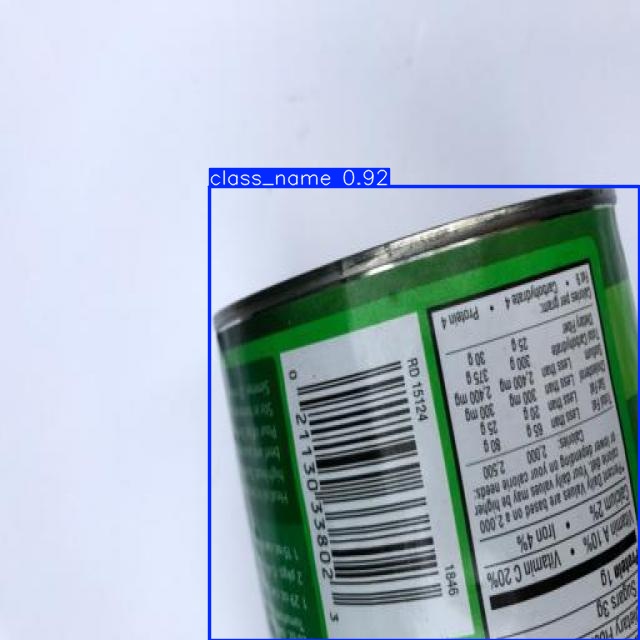 class_name 0.92
RD 15124
0 21130 33802 3
1846
Sugars 3g
Protein 1g
Vitamin A 10% • Vitamin C 20%
Calcium 2% • Iron 4%
*Percent Daily Values are based on a 2,000
calorie diet. Your daily values may be higher
or lower depending on your calorie needs:
Calories 2,000 2,500
Total Fat Less than 65 g 80 g
Sat Fat Less than 20 g 25 g
Cholesterol Less than 300 mg 300 mg
Sodium Less than 2,400 mg 2,400 mg
Total Carbohydrate 300 g 375 g
Dietary Fiber 25 g 30 g
Calories per gram:
Fat 9 • Carbohydrate 4 • Protein 4